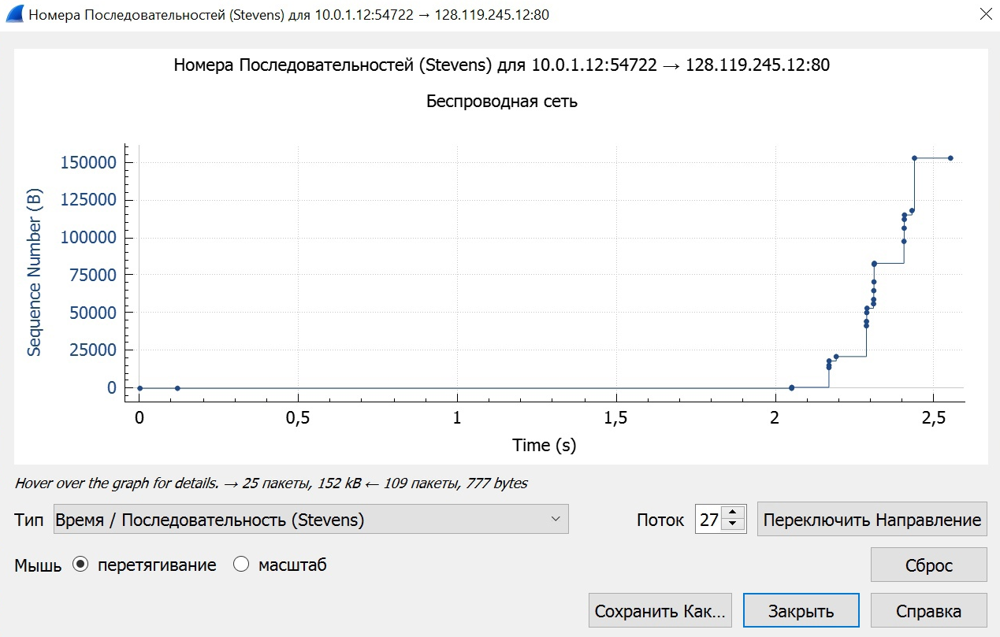 Номера Последовательностей (Stevens) для 10.0.1.12:54722 → 128.119.245.12:80
Номера Последовательностей (Stevens) для 10.0.1.12:54722 → 128.119.245.12:80
Беспроводная сеть
Sequence Number (B)
150000
125000
100000
75000
50000
25000
0
0 0,5 1 1,5 2 2,5
Time (s)
Hover over the graph for details. → 25 пакеты, 152 kB ← 109 пакеты, 777 bytes
Тип Время / Последовательность (Stevens) Поток 27 Переключить Направление
Мышь перетягивание масштаб
Сброс
Сохранить Как... Закрыть Справка